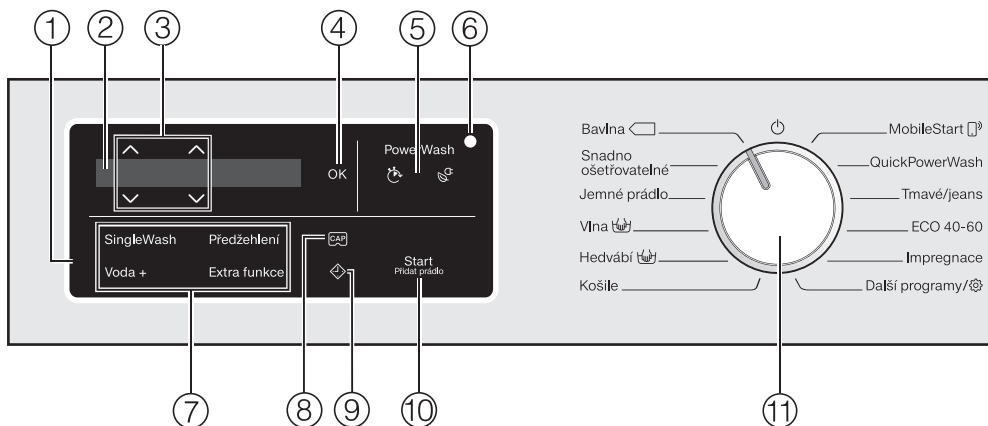 ① ② ③ ④ ⑤ ⑥
PowerWash
OK
SingleWash Předžehlení
CAP
Voda + Extra funkce
Start
Přidat prádlo
⑦ ⑧ ⑨ ⑩ ⑪
Bavlna
Snadno
ošetřovatelné
Jemné prádlo
Vlna
Hedvábí
Košile
MobileStart
QuickPowerWash
Tmavé/jeans
ECO 40-60
Impregnace
Další programy/